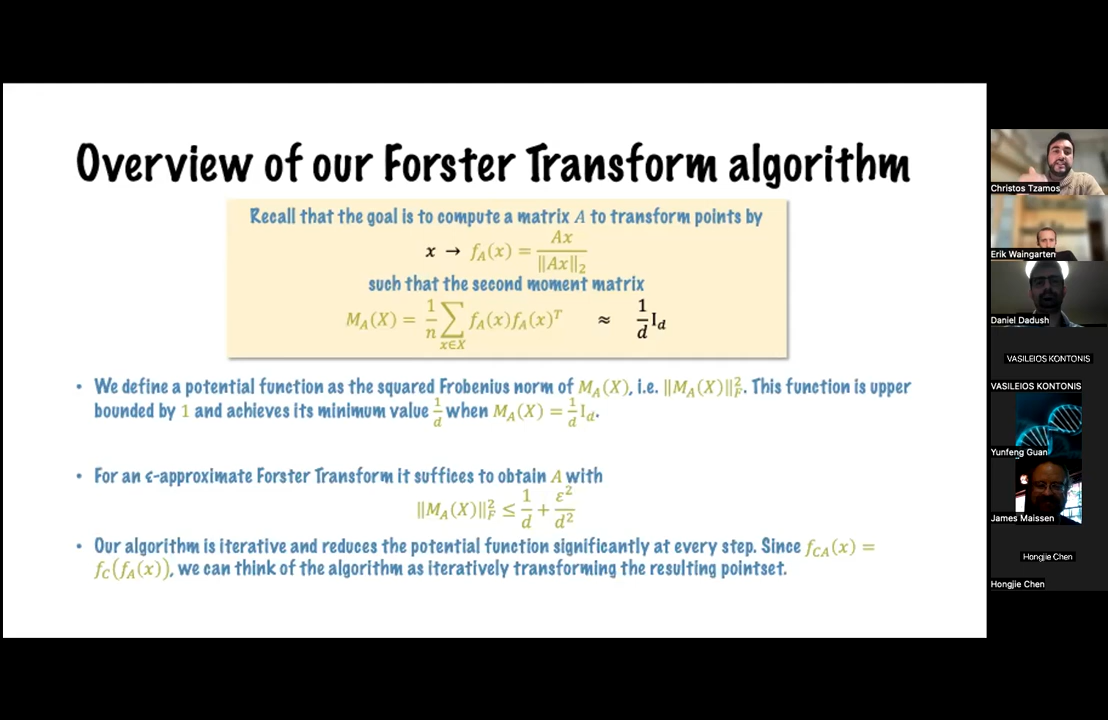 Overview of our Forster Transform algorithm
Recall that the goal is to compute a matrix A to transform points by
x → f_A(x) = Ax / ‖Ax‖_2
such that the second moment matrix
M_A(X) = 1/n ∑_{x∈X} f_A(x)f_A(x)^T ≈ 1/d I_d
• We define a potential function as the squared Frobenius norm of M_A(X), i.e. ‖M_A(X)‖_F^2. This function is upper
bounded by 1 and achieves its minimum value 1/d when M_A(X) = 1/d I_d.
• For an ε-approximate Forster Transform it suffices to obtain A with
‖M_A(X)‖_F^2 ≤ 1/d + ε^2/d^2
• Our algorithm is iterative and reduces the potential function significantly at every step. Since f_{CA}(x) =
f_C(f_A(x)), we can think of the algorithm as iteratively transforming the resulting pointset.
Christos Tzamos
Erik Waingarten
Daniel Dadush
VASILEIOS KONTONIS
VASILEIOS KONTONIS
Yunfeng Guan
James Maissen
Hongjie Chen
Hongjie Chen